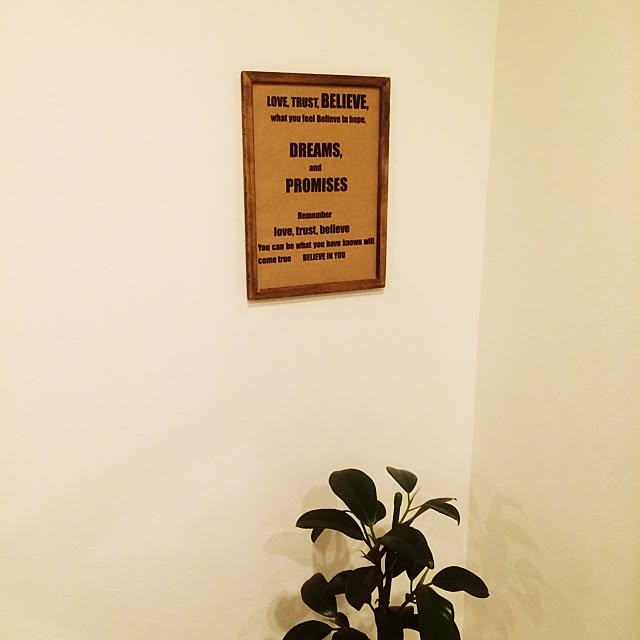 LOVE, TRUST, BELIEVE,
what you feel Believe in hope,
DREAMS,
and
PROMISES
Remember
love, trust, believe
You can be what you have known will
come true BELIEVE IN YOU